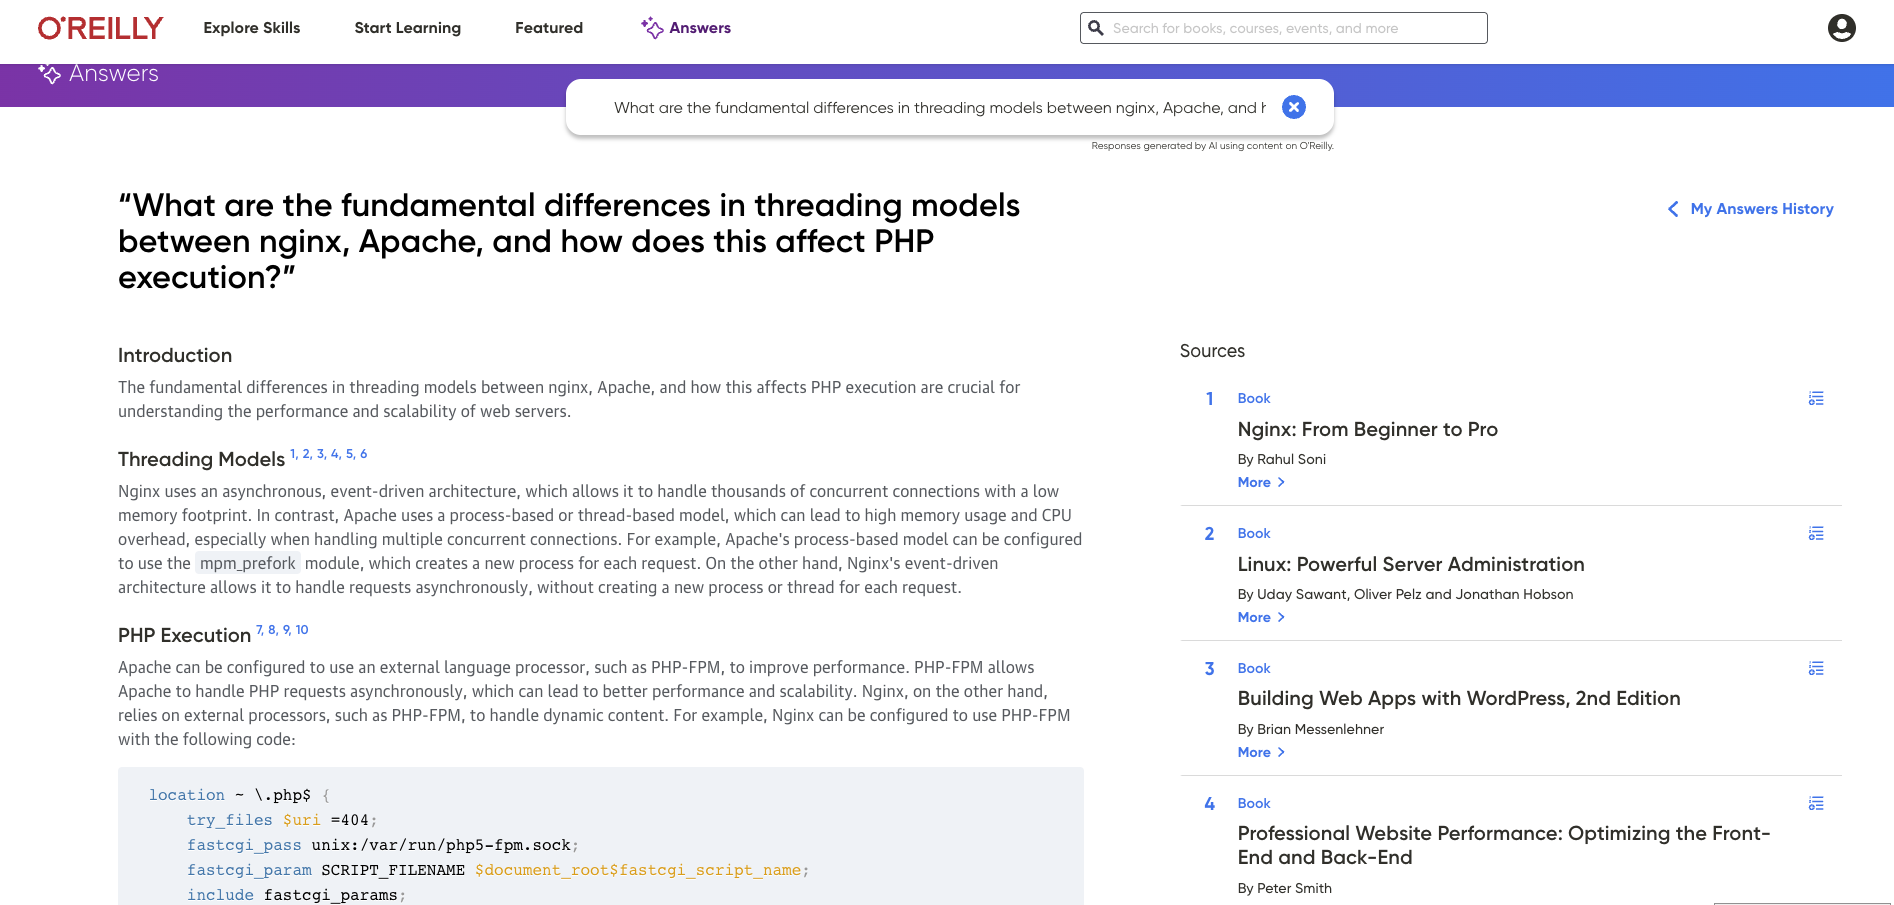 O'REILLY
Explore Skills
Start Learning
Featured
Answers
Search for books, courses, events, and more
Answers
What are the fundamental differences in threading models between nginx, Apache, and h
Responses generated by AI using content on O'Reilly.
“What are the fundamental differences in threading models
between nginx, Apache, and how does this affect PHP
execution?”
My Answers History
Introduction
The fundamental differences in threading models between nginx, Apache, and how this affects PHP execution are crucial for
understanding the performance and scalability of web servers.
Threading Models 1, 2, 3, 4, 5, 6
Nginx uses an asynchronous, event-driven architecture, which allows it to handle thousands of concurrent connections with a low
memory footprint. In contrast, Apache uses a process-based or thread-based model, which can lead to high memory usage and CPU
overhead, especially when handling multiple concurrent connections. For example, Apache's process-based model can be configured
to use the mpm_prefork module, which creates a new process for each request. On the other hand, Nginx's event-driven
architecture allows it to handle requests asynchronously, without creating a new process or thread for each request.
PHP Execution 7, 8, 9, 10
Apache can be configured to use an external language processor, such as PHP-FPM, to improve performance. PHP-FPM allows
Apache to handle PHP requests asynchronously, which can lead to better performance and scalability. Nginx, on the other hand,
relies on external processors, such as PHP-FPM, to handle dynamic content. For example, Nginx can be configured to use PHP-FPM
with the following code:
location ~ \.php$ {
try_files $uri =404;
fastcgi_pass unix:/var/run/php5-fpm.sock;
fastcgi_param SCRIPT_FILENAME $document_root$fastcgi_script_name;
include fastcgi_params;
Sources
1
Book
Nginx: From Beginner to Pro
By Rahul Soni
More
2
Book
Linux: Powerful Server Administration
By Uday Sawant, Oliver Pelz and Jonathan Hobson
More
3
Book
Building Web Apps with WordPress, 2nd Edition
By Brian Messenlehner
More
4
Book
Professional Website Performance: Optimizing the Front-
End and Back-End
By Peter Smith